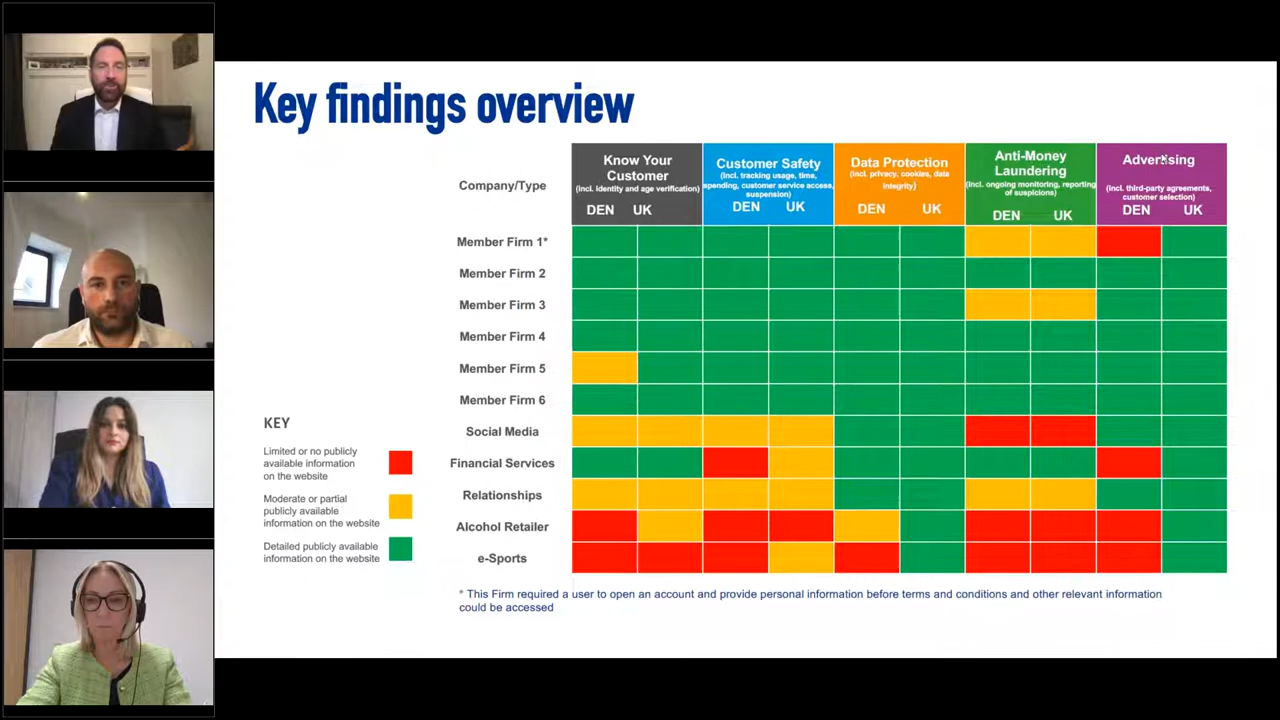 Key findings overview
Company/Type
Know Your
Customer
(incl. identity and age verification)
DEN UK
Customer Safety
(incl. tracking usage, time,
spending, customer service access,
suspension)
DEN UK
Data Protection
(incl. privacy, cookies, data
integrity)
DEN UK
Anti-Money
Laundering
(incl. ongoing monitoring, reporting
of suspicions)
DEN UK
Advertising
(incl. third-party agreements,
customer selection)
DEN UK
Member Firm 1*
Member Firm 2
Member Firm 3
Member Firm 4
Member Firm 5
Member Firm 6
Social Media
Financial Services
Relationships
Alcohol Retailer
e-Sports
KEY
Limited or no publicly
available information
on the website
Moderate or partial
publicly available
information on the website
Detailed publicly available
information on the website
* This Firm required a user to open an account and provide personal information before terms and conditions and other relevant information
could be accessed